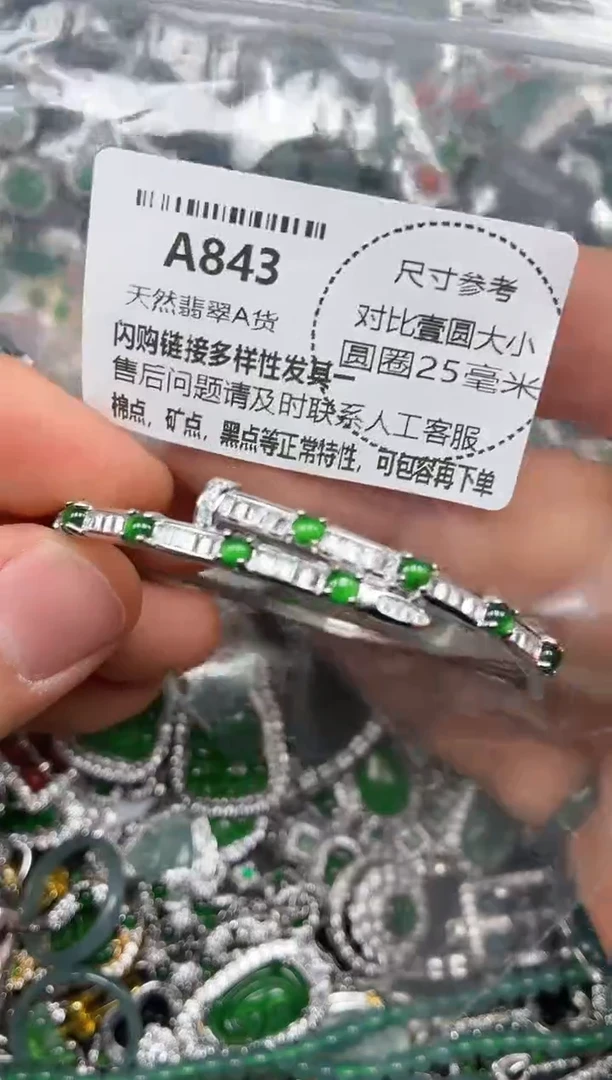 A843
天然翡翠A货
闪购链接多样性发其一
售后问题请及时联系人工客服
棉点，矿点，黑点等正常特性，可包容再下单
尺寸参考
对比壹圆大小
圆圈25毫米